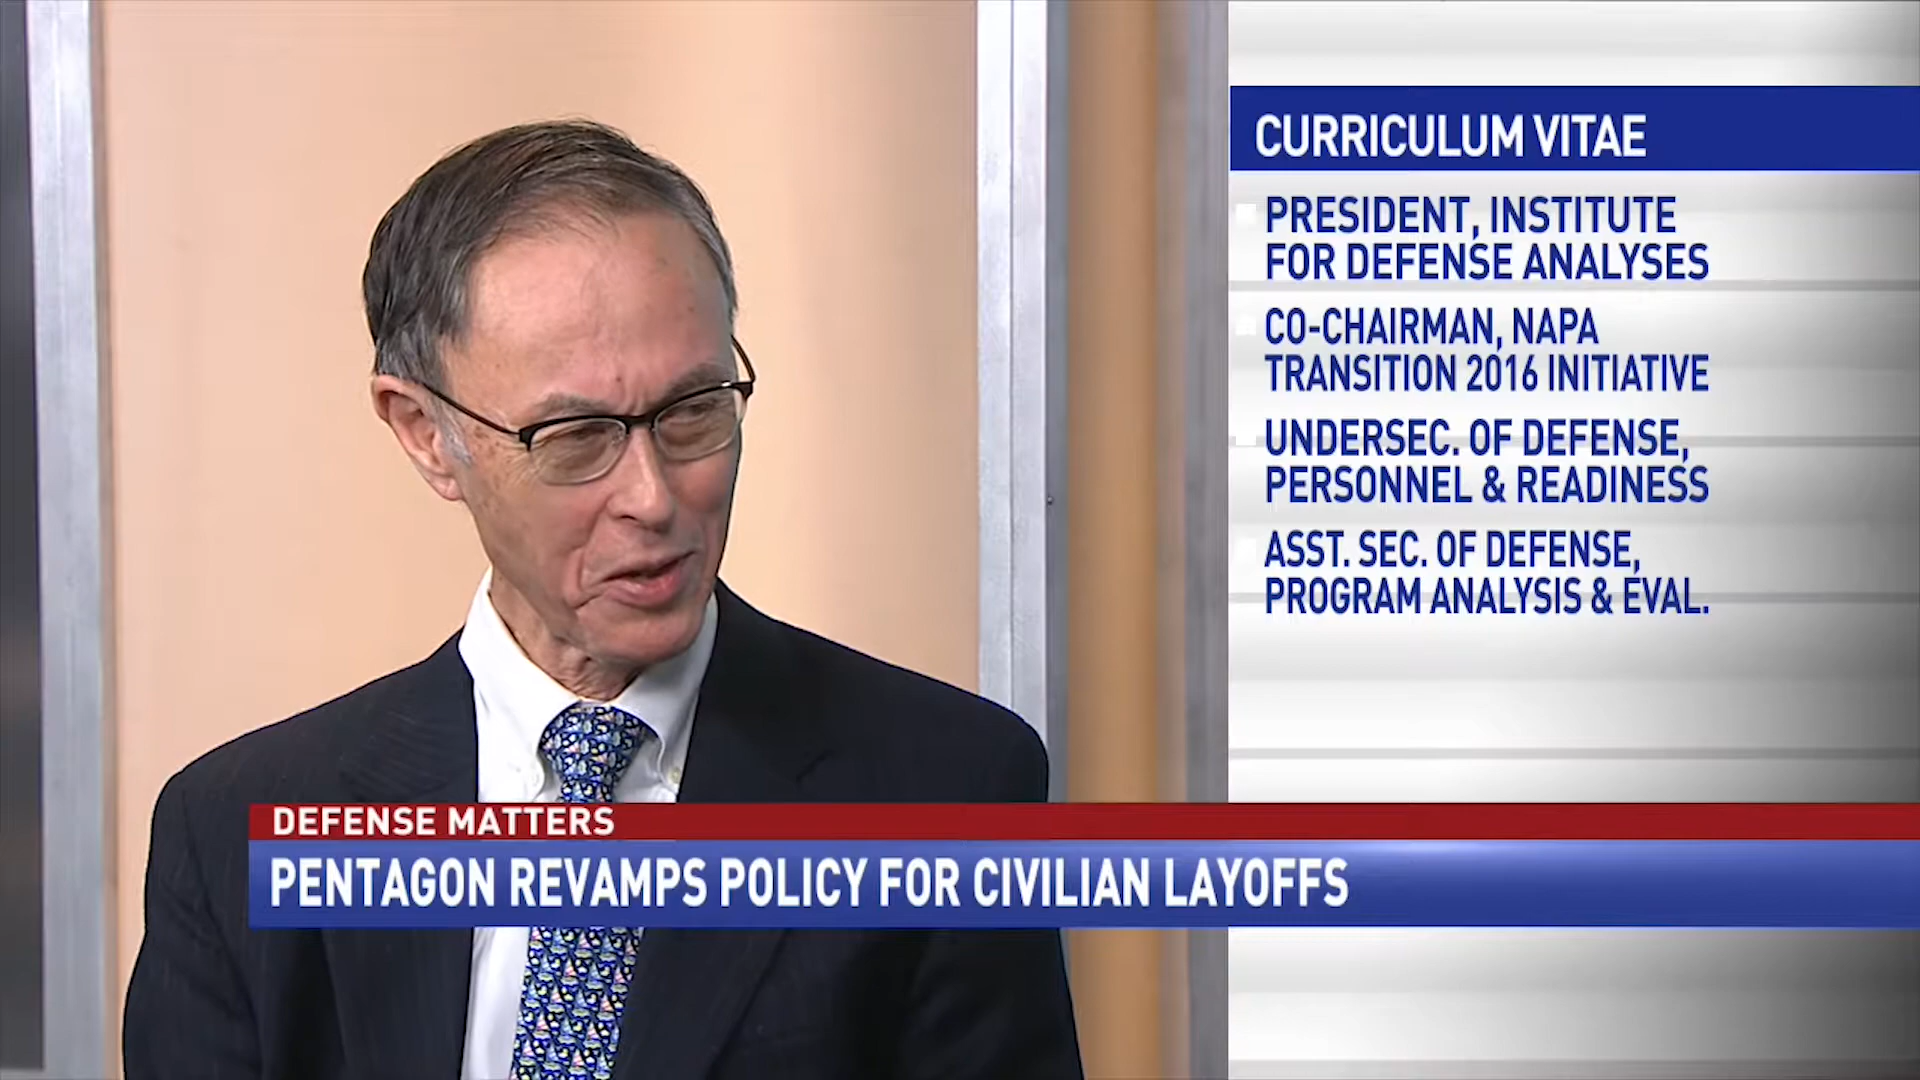 CURRICULUM VITAE
PRESIDENT, INSTITUTE
FOR DEFENSE ANALYSES
CO-CHAIRMAN, NAPA
TRANSITION 2016 INITIATIVE
UNDERSEC. OF DEFENSE,
PERSONNEL & READINESS
ASST. SEC. OF DEFENSE,
PROGRAM ANALYSIS & EVAL.
DEFENSE MATTERS
PENTAGON REVAMPS POLICY FOR CIVILIAN LAYOFFS